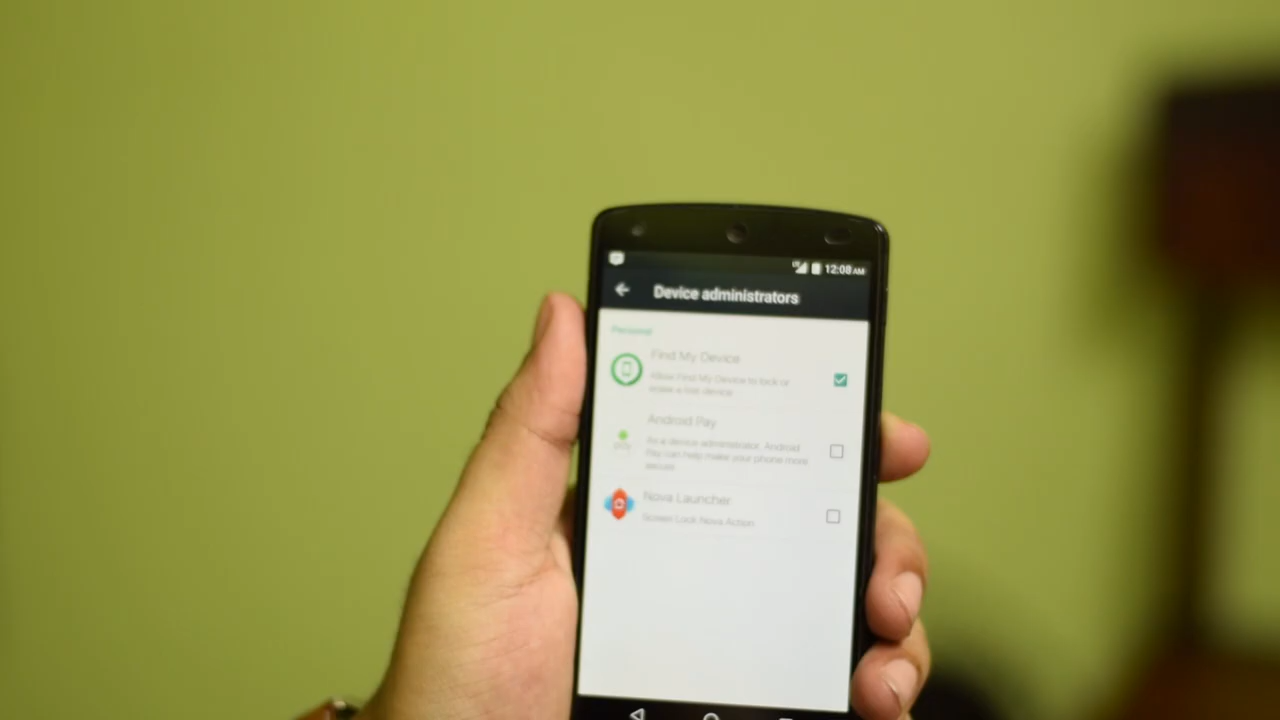 LTE 12:08 AM
Device administrators
Personal
Find My Device
Allow Find My Device to lock or
erase a lost device
Android Pay
As a device administrator, Android
Pay can help make your phone more
secure
pay
Nova Launcher
Screen Lock Nova Action